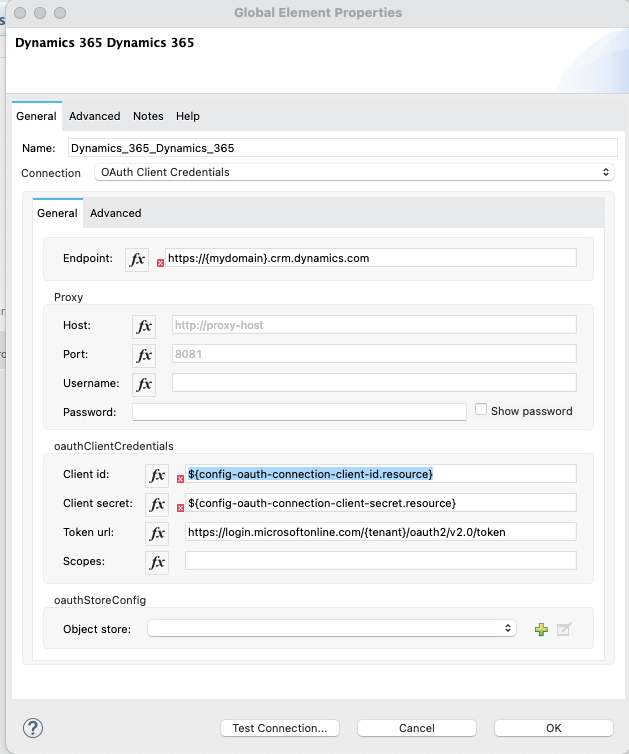 Global Element Properties
Dynamics 365 Dynamics 365
General Advanced Notes Help
Name: Dynamics_365_Dynamics_365
Connection OAuth Client Credentials
General Advanced
Endpoint: fx https://{mydomain}.crm.dynamics.com
Proxy
Host: fx http://proxy-host
Port: fx 8081
Username: fx
Password: Show password
oauthClientCredentials
Client id: fx ${config-oauth-connection-client-id.resource}
Client secret: fx ${config-oauth-connection-client-secret.resource}
Token url: fx https://login.microsoftonline.com/{tenant}/oauth2/v2.0/token
Scopes: fx
oauthStoreConfig
Object store:
? Test Connection... Cancel OK